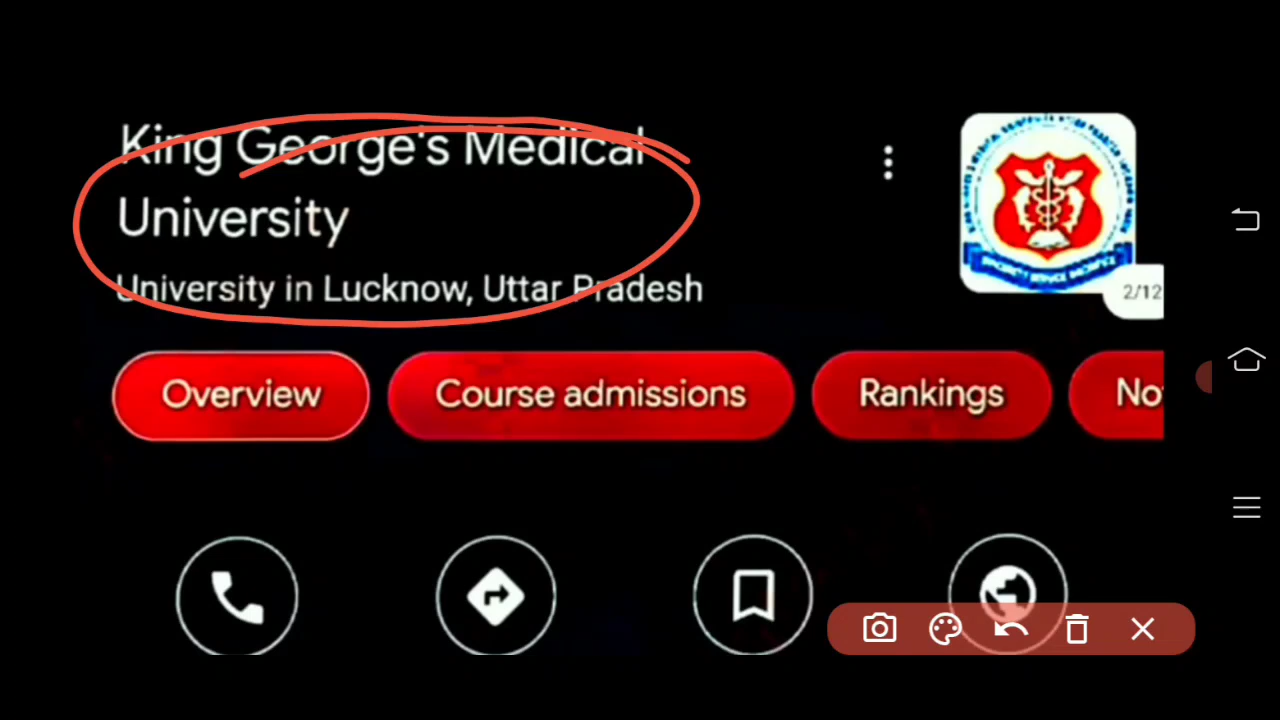 King George's Medical
University
University in Lucknow, Uttar Pradesh
2/12
Overview
Course admissions
Rankings